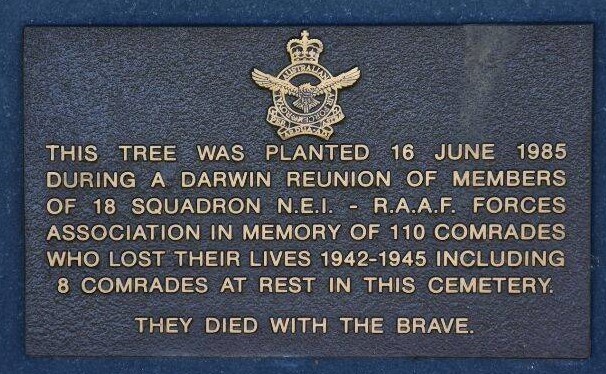 AUSTRALIAN
THIS TREE WAS PLANTED 16 JUNE 1985
DURING A DARWIN REUNION OF MEMBERS
OF 18 SQUADRON N.E.I. - R.A.A.F. FORCES
ASSOCIATION IN MEMORY OF 110 COMRADES
WHO LOST THEIR LIVES 1942-1945 INCLUDING
8 COMRADES AT REST IN THIS CEMETERY.
THEY DIED WITH THE BRAVE.